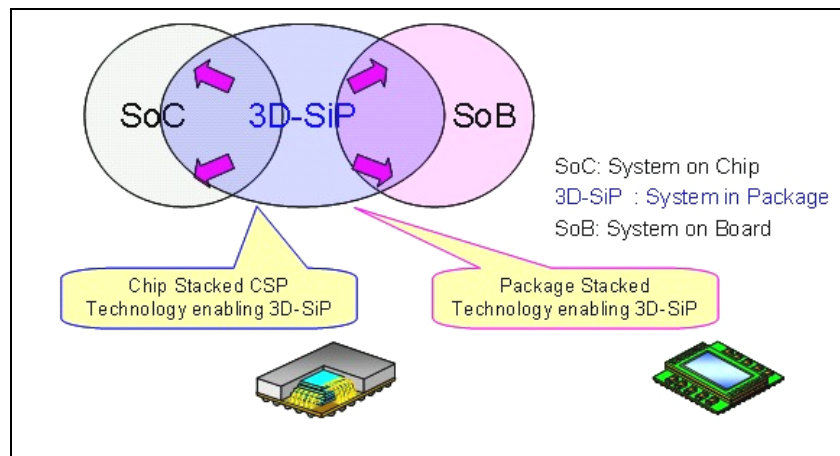 SoC
3D-SiP
SoB
SoC: System on Chip
3D-SiP : System in Package
SoB: System on Board
Chip Stacked CSP
Technology enabling 3D-SiP
Package Stacked
Technology enabling 3D-SiP